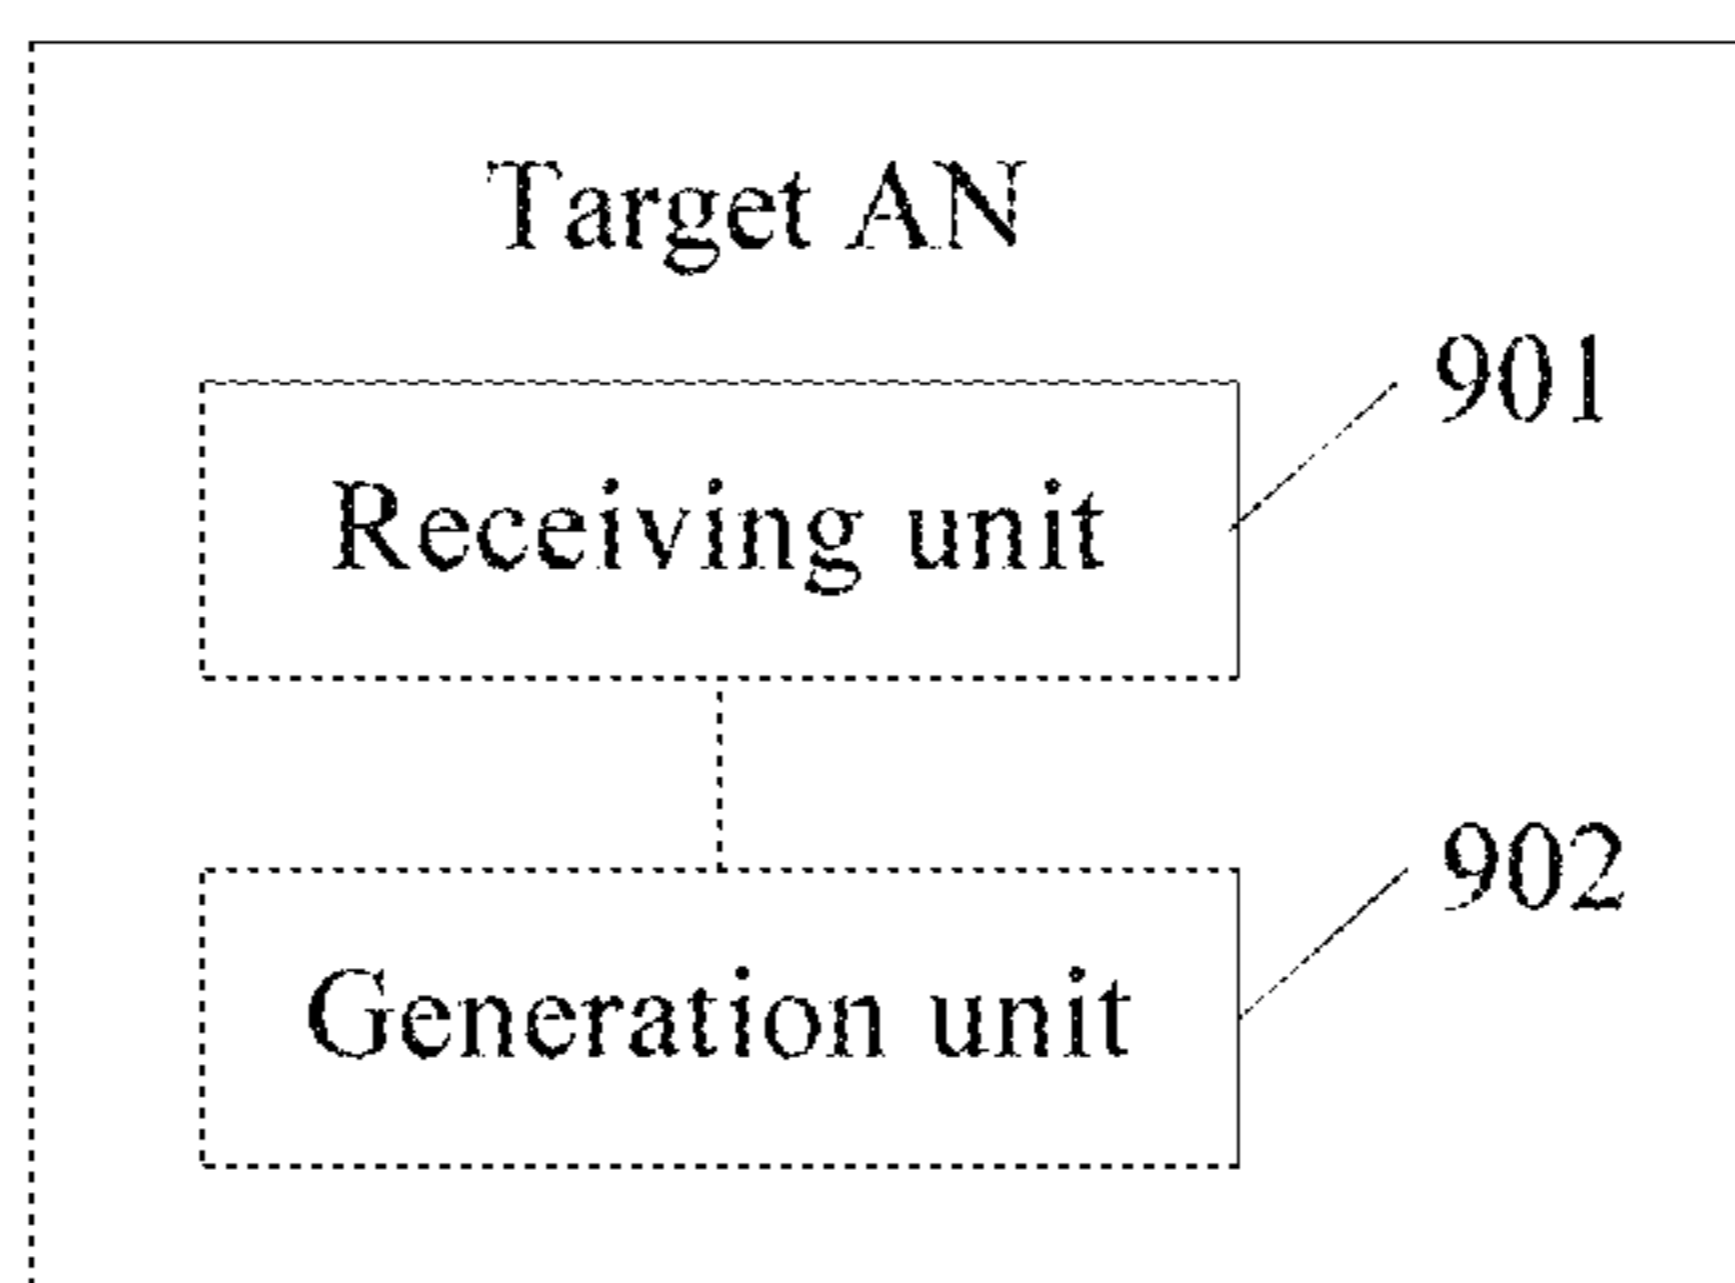 Target AN
901
Receiving unit
902
Generation unit